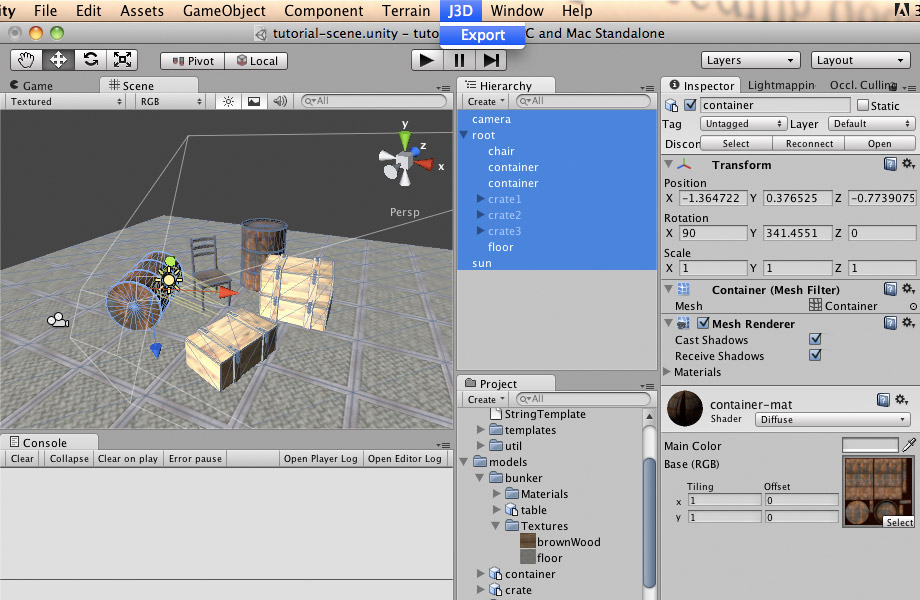 ity File Edit Assets GameObject Component Terrain J3D Window Help
Export
tutorial-scene.unity – tuto C and Mac Standalone
Pivot Local Layers Layout
Game Scene
Textured RGB All
y
z
x
Persp
Hierarchy
Create All
camera
root
chair
container
container
crate1
crate2
crate3
floor
sun
Inspector Lightmappin Occl. Culling
container Static
Tag Untagged Layer Default
Discon Select Reconnect Open
Transform
Position
X -1.364722 Y 0.376525 Z -0.7739075
Rotation
X 90 Y 341.4551 Z 0
Scale
X 1 Y 1 Z 1
Container (Mesh Filter)
Mesh Container
Mesh Renderer
Cast Shadows
Receive Shadows
Materials
container-mat
Shader Diffuse
Main Color
Base (RGB)
Tiling Offset
x 1 0
y 1 0
Select
Project
Create All
StringTemplate
templates
util
models
bunker
Materials
table
Textures
brownWood
floor
container
crate
Console
Clear Collapse Clear on play Error pause Open Player Log Open Editor Log